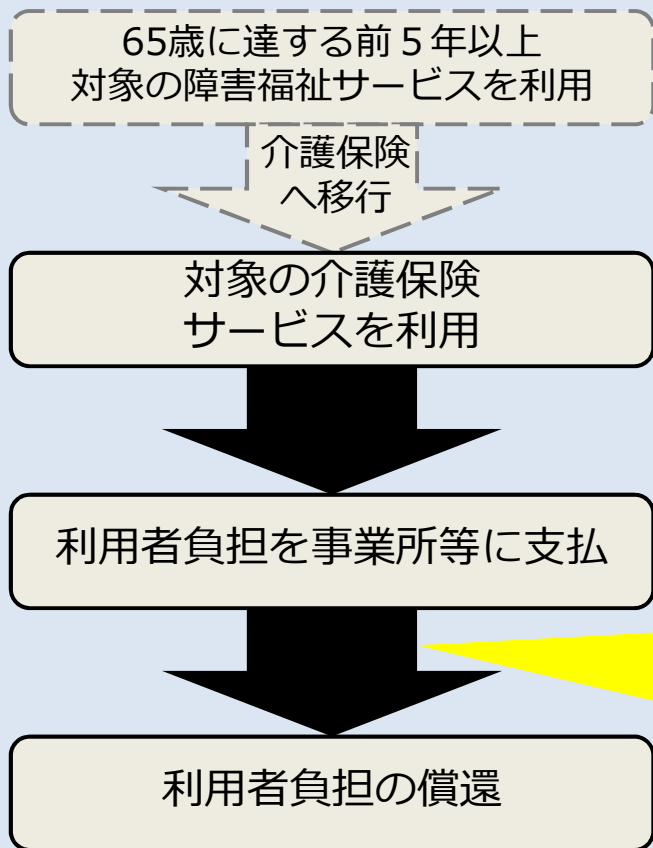 65歳に達する前５年以上
対象の障害福祉サービスを利用
介護保険
へ移行
対象の介護保険
サービスを利用
利用者負担を事業所等に支払
利用者負担の償還